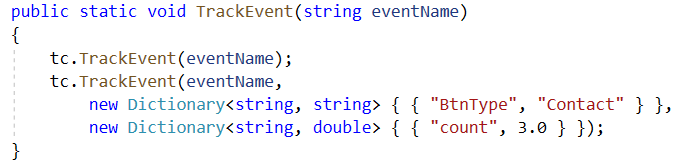 public static void TrackEvent(string eventName)
{
    tc.TrackEvent(eventName);
    tc.TrackEvent(eventName,
        new Dictionary<string, string> { { "BtnType", "Contact" } },
        new Dictionary<string, double> { { "count", 3.0 } });
}